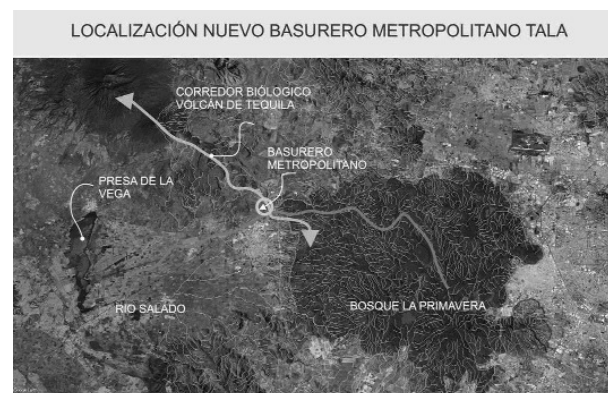 LOCALIZACIÓN NUEVO BASURERO METROPOLITANO TALA
CORREDOR BIÓLOGICO
VOLCÁN DE TEQUILA
BASURERO
METROPOLITANO
PRESA DE LA
VEGA
RIO SALADO
BOSQUE LA PRIMAVERA